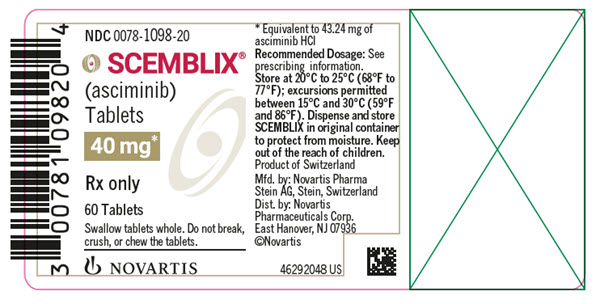 3 00781 09820 4
NDC 0078-1098-20
SCEMBLIX®
(asciminib)
Tablets
40 mg*
Rx only
60 Tablets
Swallow tablets whole. Do not break,
crush, or chew the tablets.
NOVARTIS
* Equivalent to 43.24 mg of
asciminib HCl
Recommended Dosage: See
prescribing information.
Store at 20°C to 25°C (68°F to
77°F); excursions permitted
between 15°C and 30°C (59°F
and 86°F). Dispense and store
SCEMBLIX in original container
to protect from moisture. Keep
out of the reach of children.
Product of Switzerland
Mfd. by: Novartis Pharma
Stein AG, Stein, Switzerland
Dist. by: Novartis
Pharmaceuticals Corp.
East Hanover, NJ 07936
©Novartis
46292048 US